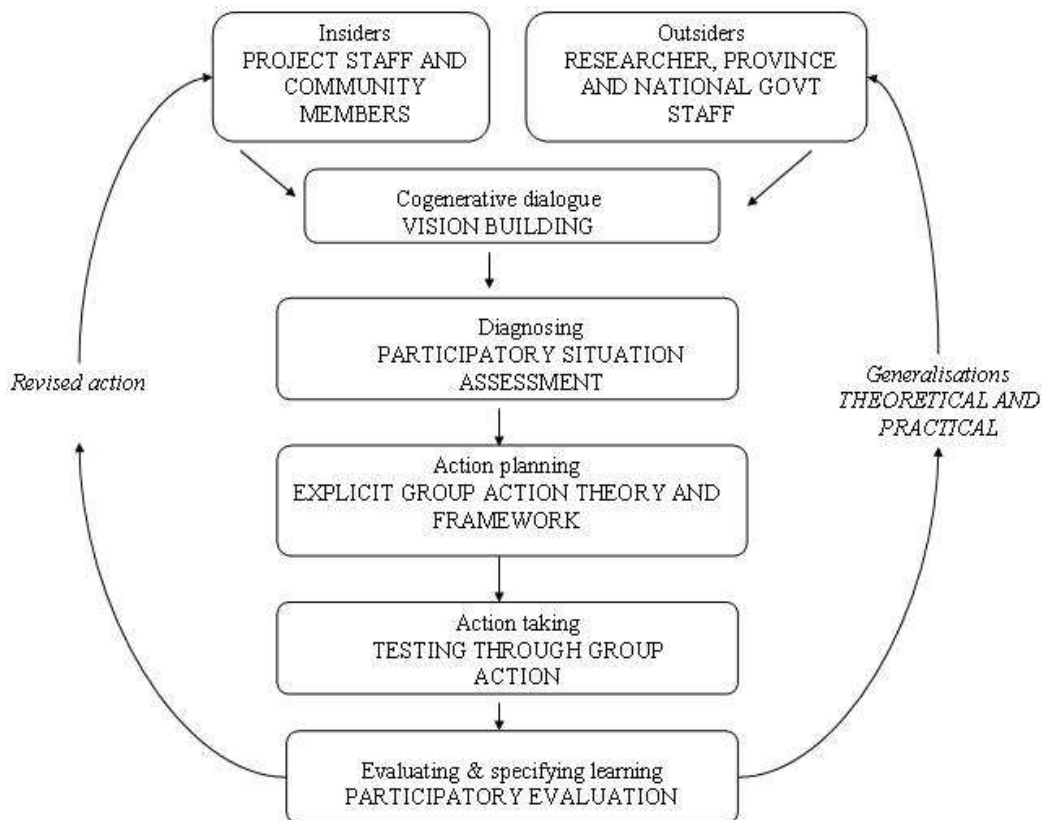 Insiders
PROJECT STAFF AND
COMMUNITY
MEMBERS
Outsiders
RESEARCHER, PROVINCE
AND NATIONAL GOVT
STAFF
Cogenerative dialogue
VISION BUILDING
Diagnosing
PARTICIPATORY SITUATION
ASSESSMENT
Revised action
Generalisations
THEORETICAL AND
PRACTICAL
Action planning
EXPLICIT GROUP ACTION THEORY AND
FRAMEWORK
Action taking
TESTING THROUGH GROUP
ACTION
Evaluating & specifying learning
PARTICIPATORY EVALUATION